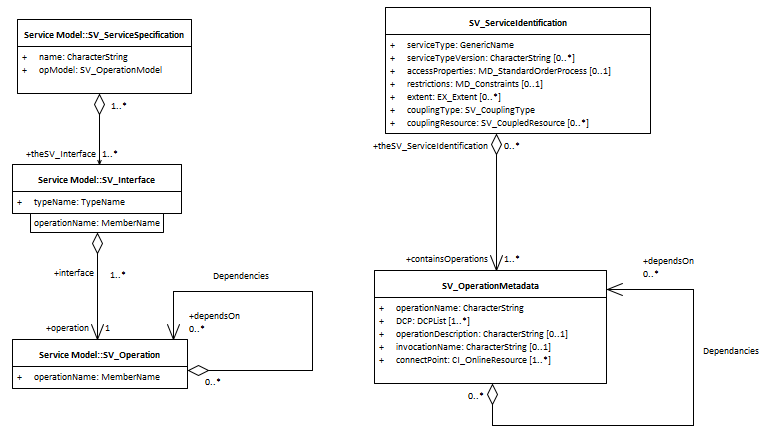 Service Model::SV_ServiceSpecification
+ name: CharacterString
+ opModel: SV_OperationModel
1..*
+theSV_Interface 1..*
Service Model::SV_Interface
+ typeName: TypeName
operationName: MemberName
+interface 1..*
+operation 1
Service Model::SV_Operation
+ operationName: MemberName
Dependencies
+dependsOn
0..*
0..*
SV_ServiceIdentification
+ serviceType: GenericName
+ serviceTypeVersion: CharacterString [0..*]
+ accessProperties: MD_StandardOrderProcess [0..1]
+ restrictions: MD_Constraints [0..1]
+ extent: EX_Extent [0..*]
+ couplingType: SV_CouplingType
+ couplingResource: SV_CoupledResource [0..*]
+theSV_ServiceIdentification 0..*
+containsOperations 1..*
SV_OperationMetadata
+ operationName: CharacterString
+ DCP: DCPList [1..*]
+ operationDescription: CharacterString [0..1]
+ invocationName: CharacterString [0..1]
+ connectPoint: CI_OnlineResource [1..*]
+dependsOn
0..*
Dependancies
0..*